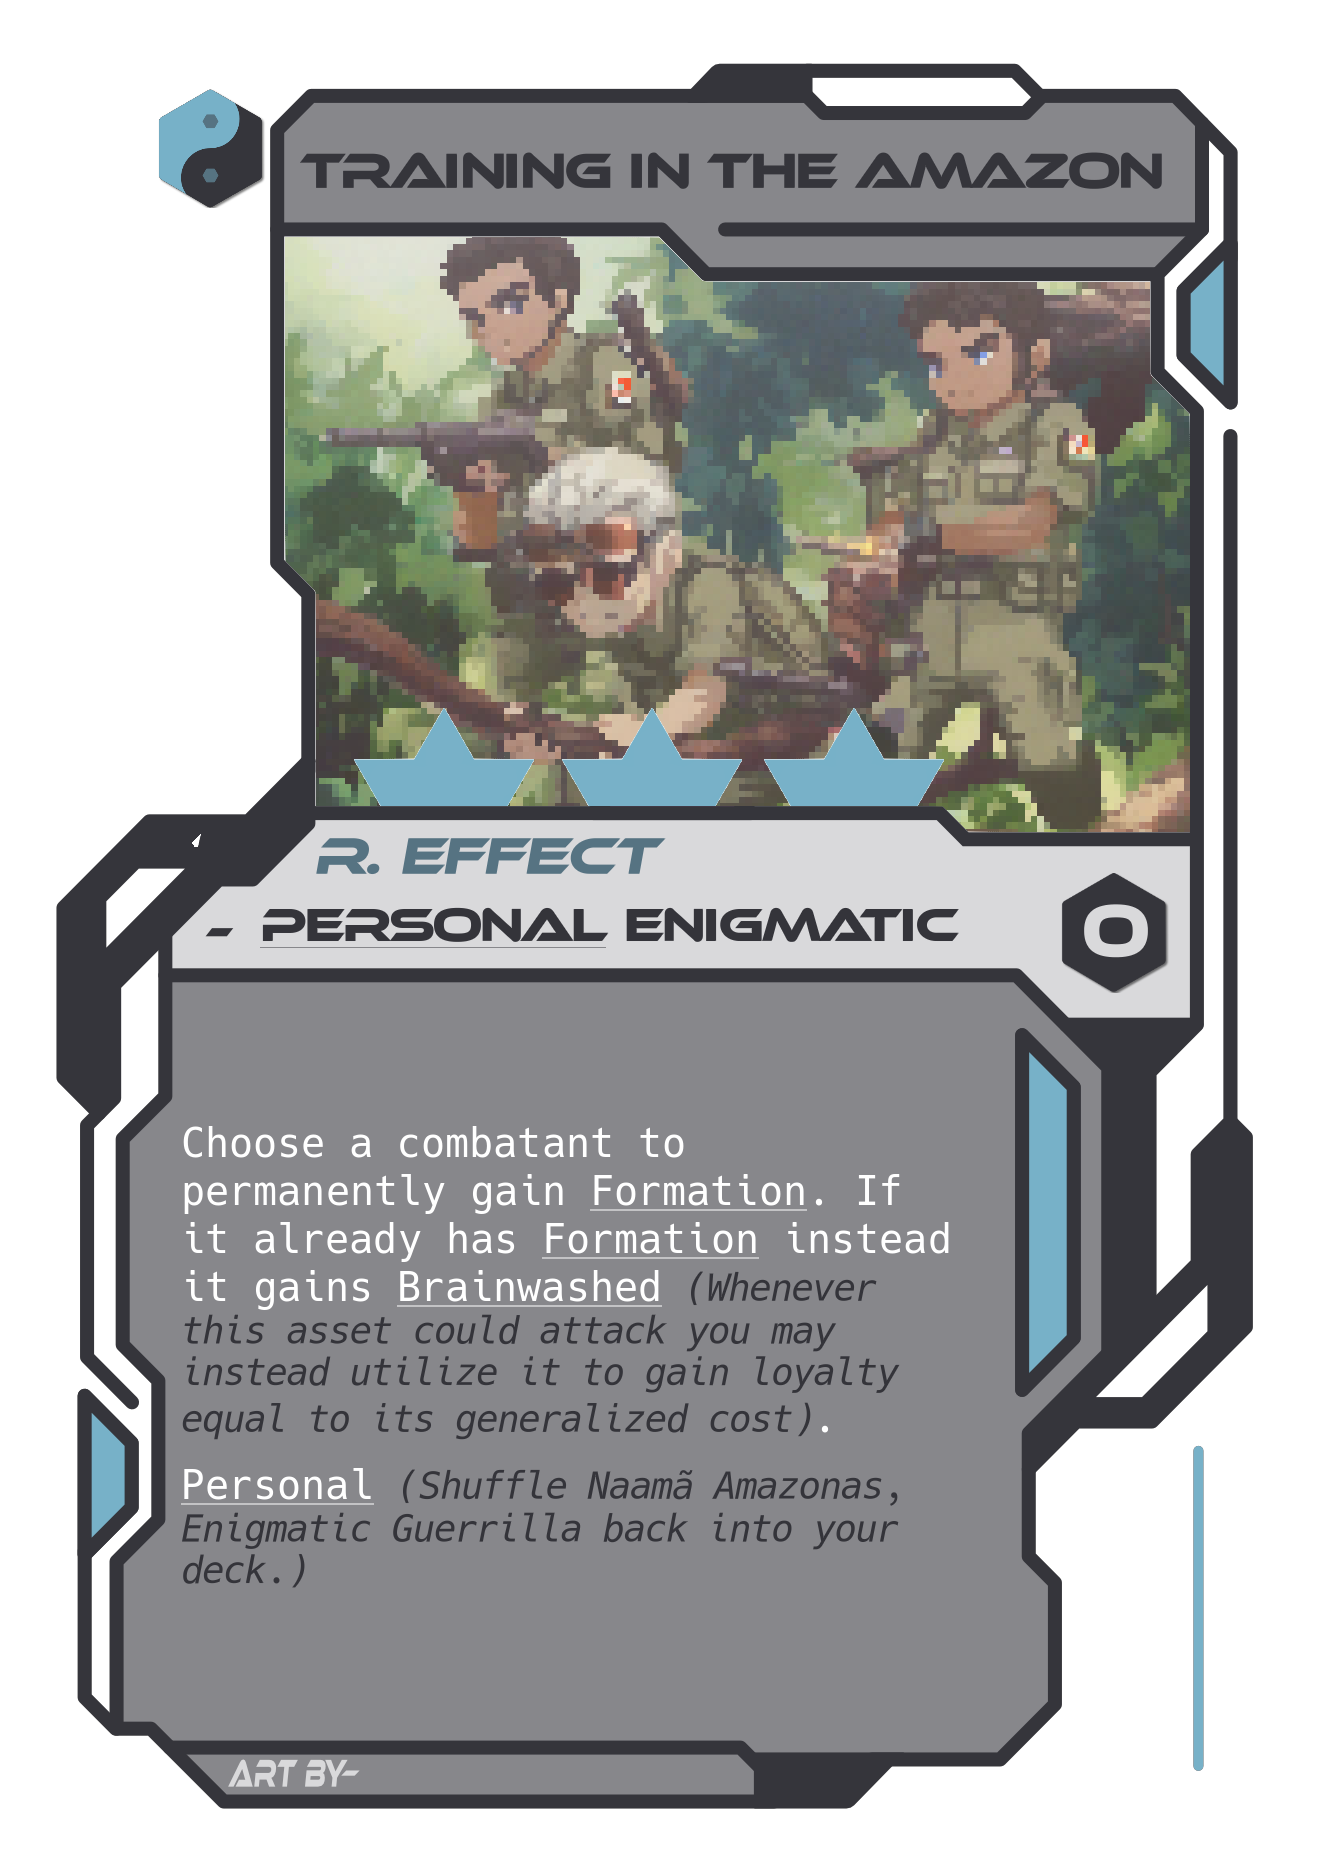 TRAINING IN THE AMAZON
R. EFFECT
- PERSONAL ENIGMATIC
0
Choose a combatant to
permanently gain Formation. If
it already has Formation instead
it gains Brainwashed (Whenever
this asset could attack you may
instead utilize it to gain loyalty
equal to its generalized cost).
Personal (Shuffle Naamã Amazonas,
Enigmatic Guerrilla back into your
deck.)
ART BY-